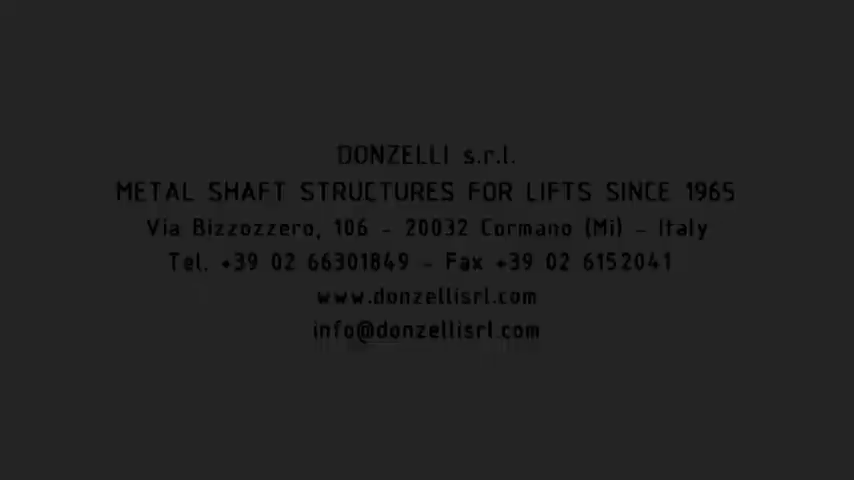 DONZELLI s.r.l.
METAL SHAFT STRUCTURES FOR LIFTS SINCE 1965
Via Bizzozzero, 106 - 20032 Cormano (Mi) - Italy
Tel. +39 02 66301849 - Fax +39 02 6152041
www.donzellisrl.com
info@donzellisrl.com